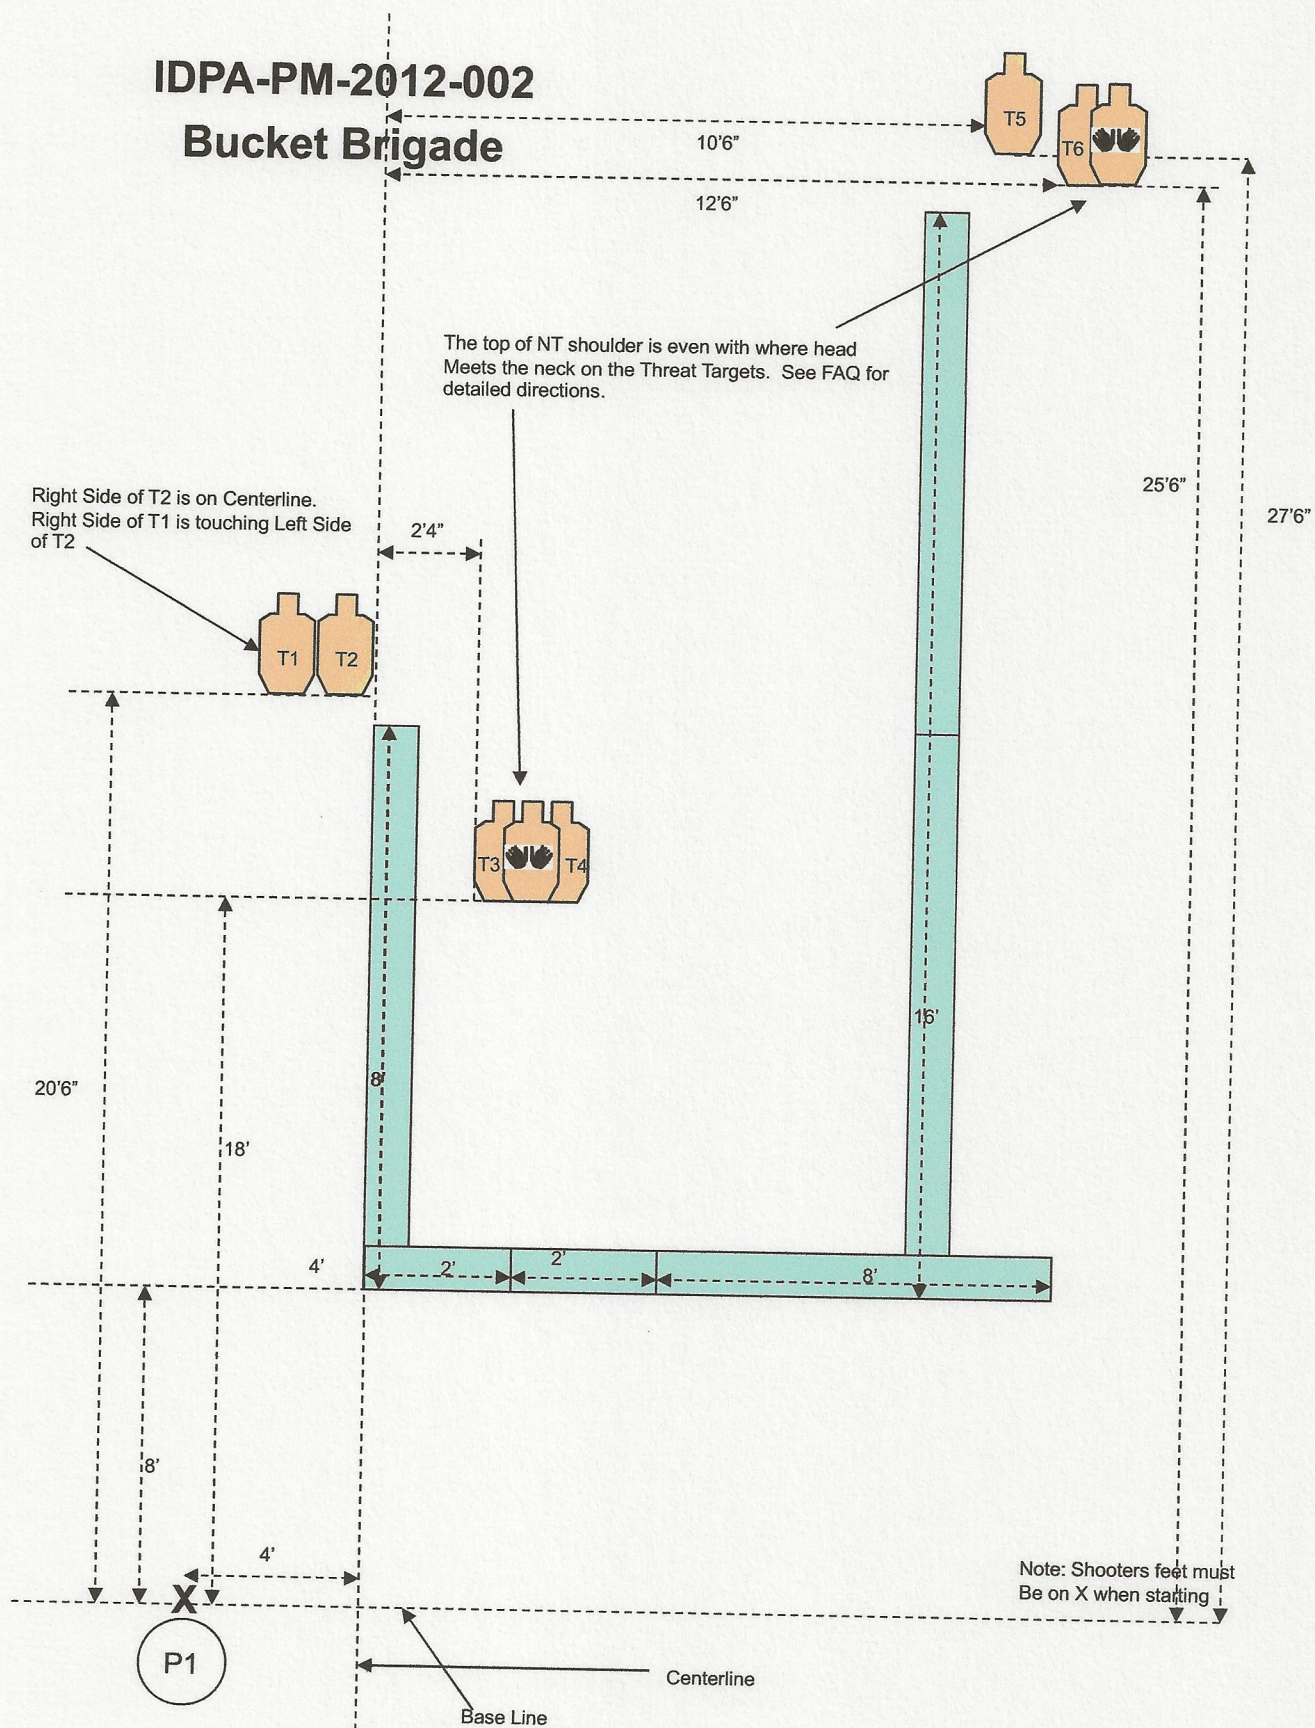 IDPA-PM-2012-002
Bucket Brigade
T5
T6
10'6”
12'6”
The top of NT shoulder is even with where head
Meets the neck on the Threat Targets.  See FAQ for
detailed directions.
25'6”
27'6”
Right Side of T2 is on Centerline.
Right Side of T1 is touching Left Side
of T2
2'4”
T1
T2
T3
T4
16'
8'
20'6”
18'
4'
2'
2'
8'
8'
4'
Note: Shooters feet must
Be on X when starting
X
P1
Centerline
Base Line